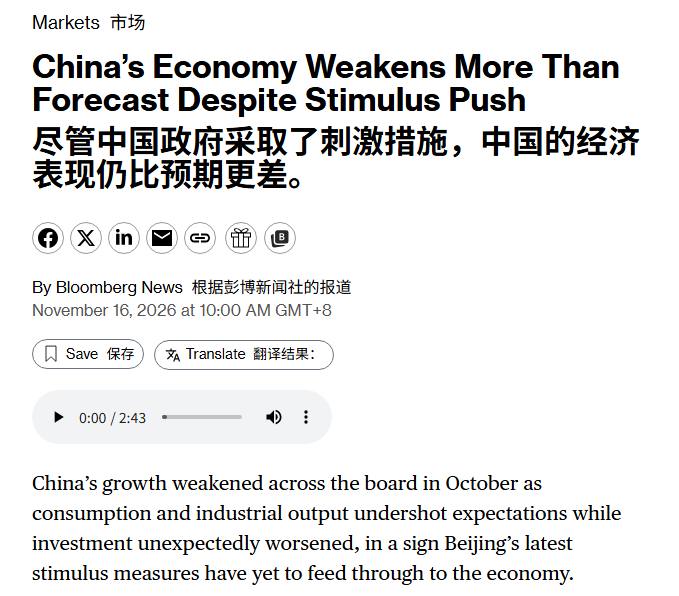 Markets 市场
China’s Economy Weakens More Than
Forecast Despite Stimulus Push
尽管中国政府采取了刺激措施，中国的经济
表现仍比预期更差。
By Bloomberg News 根据彭博新闻社的报道
November 16, 2026 at 10:00 AM GMT+8
Save 保存
Translate 翻译结果：
0:00 / 2:43
China’s growth weakened across the board in October as
consumption and industrial output undershot expectations while
investment unexpectedly worsened, in a sign Beijing’s latest
stimulus measures have yet to feed through to the economy.